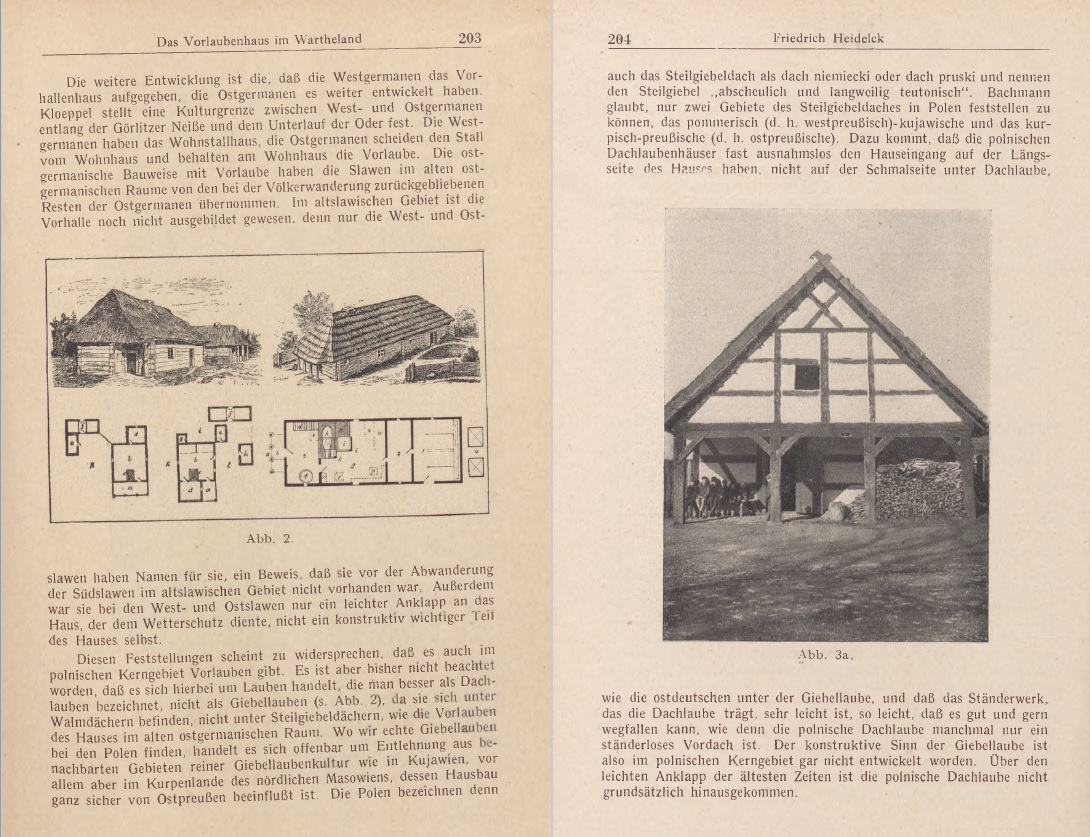 Das Vorlaubenhaus im Wartheland 203
Die weitere Entwicklung ist die, daß die Westgermanen das Vor-
hallenhaus aufgegeben, die Ostgermanen es weiter entwickelt haben.
Kloeppel stellt eine Kulturgrenze zwischen West- und Ostgermanen
entlang der Görlitzer Neiße und dem Unterlauf der Oder fest. Die West-
germanen haben das Wohnstallhaus, die Ostgermanen scheiden den Stall
vom Wohnhaus und behalten am Wohnhaus die Vorlaube. Die ost-
germanische Bauweise mit Vorlaube haben die Slawen im alten ost-
germanischen Raume von den bei der Völkerwanderung zurückgebliebenen
Resten der Ostgermanen übernommen. Im altslawischen Gebiet ist die
Vorhalle noch nicht ausgebildet gewesen, denn nur die West- und Ost-
Abb. 2.
slawen haben Namen für sie, ein Beweis, daß sie vor der Abwanderung
der Südslawen im altslawischen Gebiet nicht vorhanden war. Außerdem
war sie bei den West- und Ostslawen nur ein leichter Anklapp an das
Haus, der dem Wetterschutz diente, nicht ein konstruktiv wichtiger Teil
des Hauses selbst.
Diesen Feststellungen scheint zu widersprechen, daß es auch im
polnischen Kerngebiet Vorlauben gibt. Es ist aber bisher nicht beachtet
worden, daß es sich hierbei um Lauben handelt, die man besser als Dach-
lauben bezeichnet, nicht als Giebellauben (s. Abb. 2), da sie sich unter
Walmdächern befinden, nicht unter Steilgiebeldächern, wie die Vorlauben
des Hauses im alten ostgermanischen Raum. Wo wir echte Giebellauben
bei den Polen finden, handelt es sich offenbar um Entlehnung aus be-
nachbarten Gebieten reiner Giebellaubenkultur wie in Kujawien, vor
allem aber im Kurpenlande des nördlichen Masowiens, dessen Hausbau
ganz sicher von Ostpreußen beeinflußt ist. Die Polen bezeichnen denn
204 Friedrich Heidelck
auch das Steilgiebeldach als dach niemiecki oder dach pruski und nennen
den Steilgiebel „abscheulich und langweilig teutonisch“. Bachmann
glaubt, nur zwei Gebiete des Steilgiebeldaches in Polen feststellen zu
können, das pommerisch (d. h. westpreußisch)-kujawische und das kur-
pisch-preußische (d. h. ostpreußische). Dazu kommt, daß die polnischen
Dachlaubenhäuser fast ausnahmslos den Hauseingang auf der Längs-
seite des Hauses haben, nicht auf der Schmalseite unter Dachlaube,
Abb. 3a.
wie die ostdeutschen unter der Giebellaube, und daß das Ständerwerk,
das die Dachlaube trägt, sehr leicht ist, so leicht, daß es gut und gern
wegfallen kann, wie denn die polnische Dachlaube manchmal nur ein
ständerloses Vordach ist. Der konstruktive Sinn der Giebellaube ist
also im polnischen Kerngebiet gar nicht entwickelt worden. Über den
leichten Anklapp der ältesten Zeiten ist die polnische Dachlaube nicht
grundsätzlich hinausgekommen.